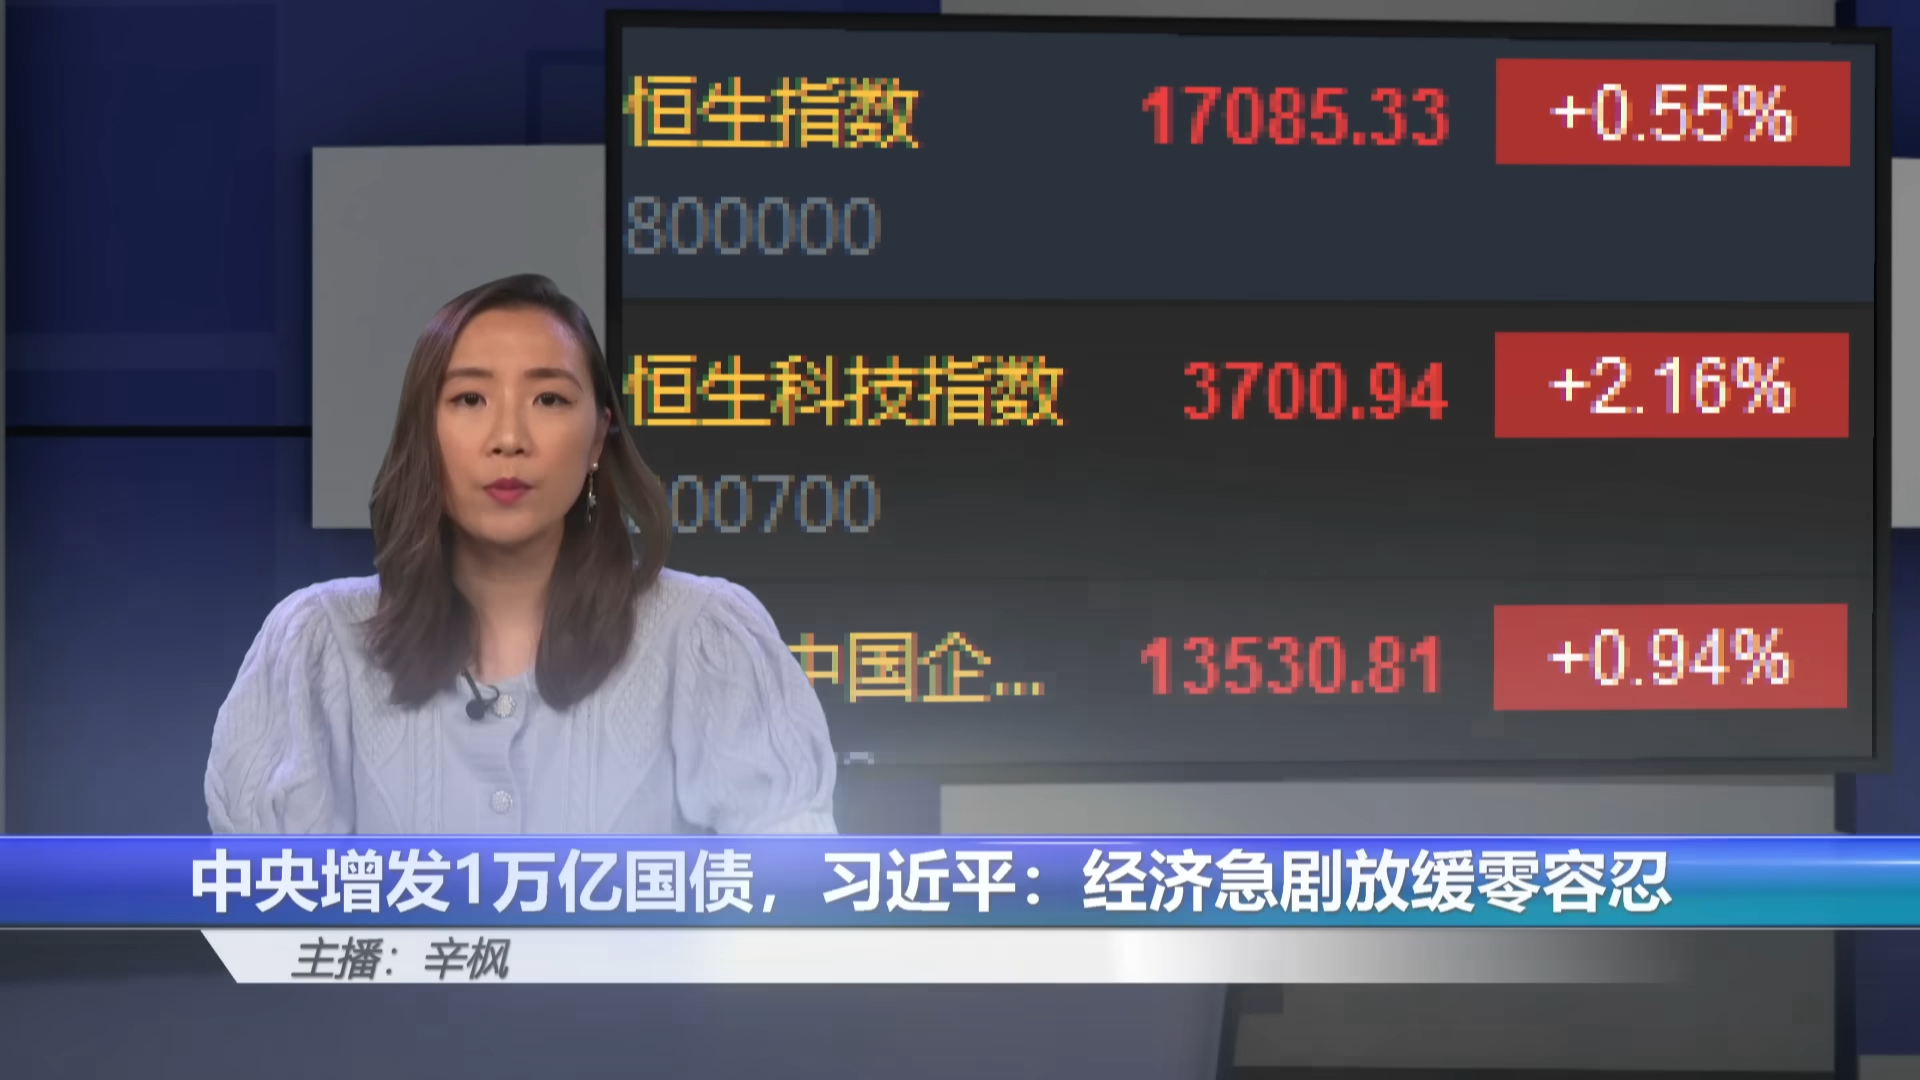 恒生指数 17085.33 +0.55%
800000
恒生科技指数 3700.94 +2.16%
00700
中国企... 13530.81 +0.94%
中央增发1万亿国债，习近平：经济急剧放缓零容忍
主播：辛枫